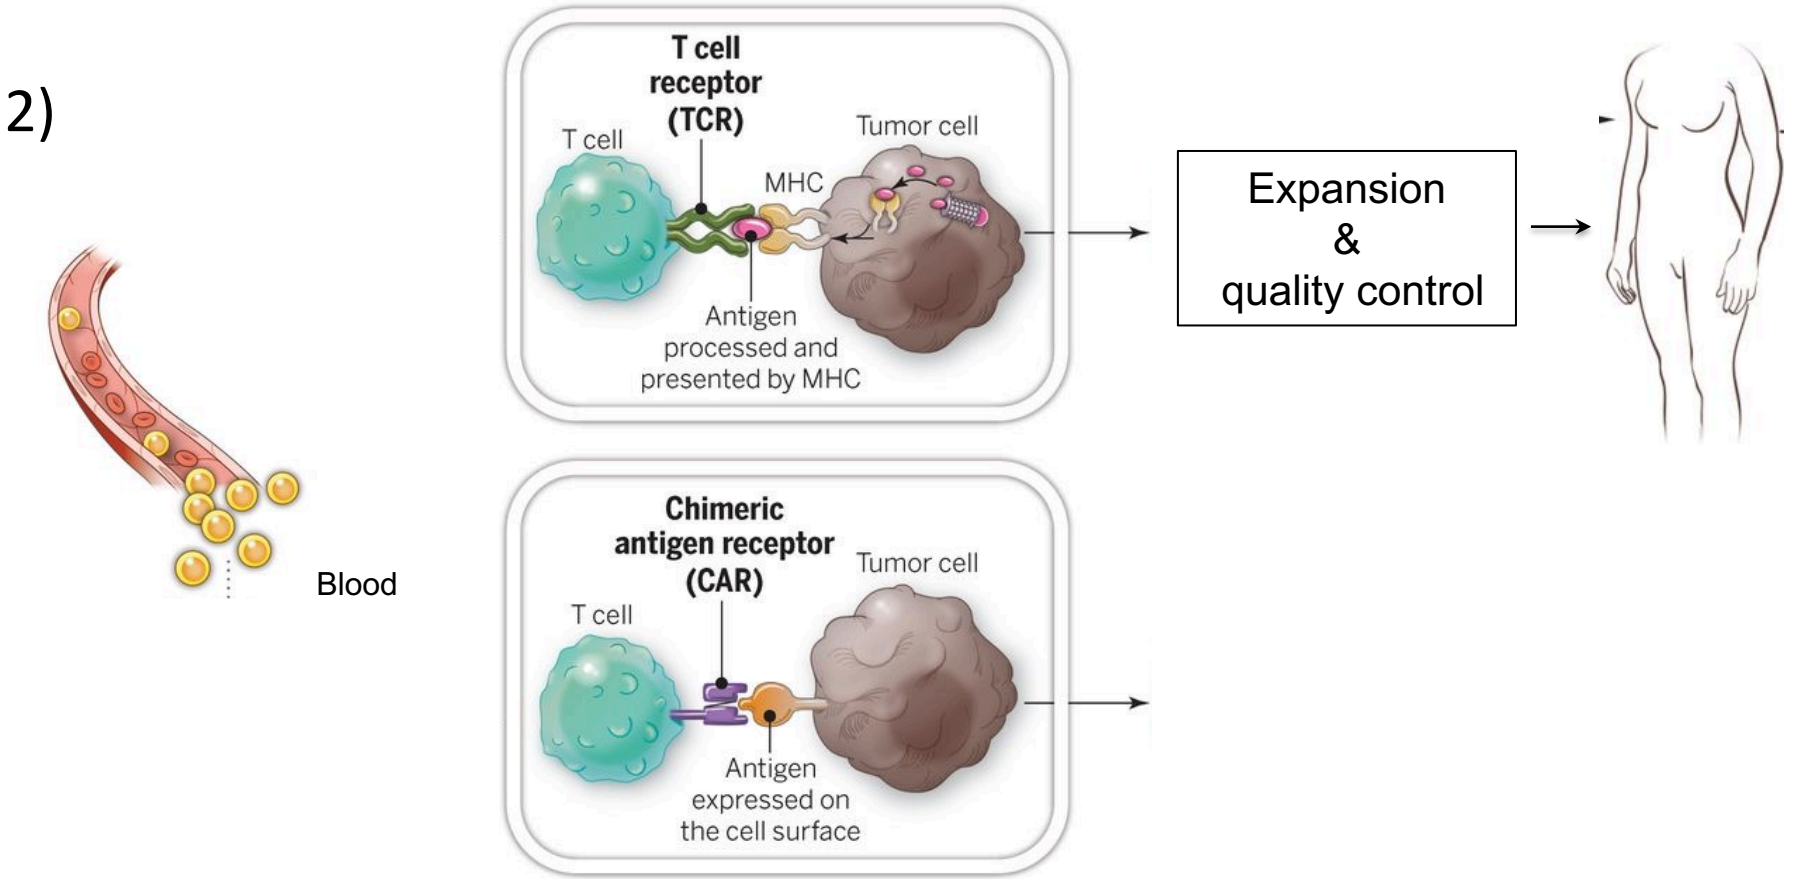 2)
T cell
receptor
(TCR)
T cell
Tumor cell
MHC
Antigen
processed and
presented by MHC
Expansion
&
quality control
Blood
Chimeric
antigen receptor
(CAR)
Tumor cell
T cell
Antigen
expressed on
the cell surface